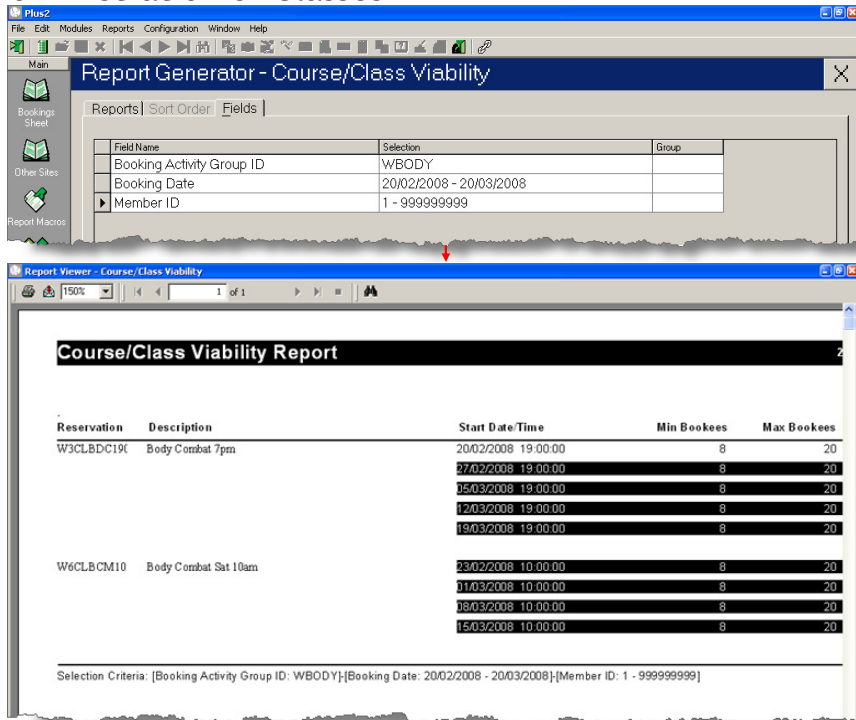 Plus2
File Edit Modules Reports Configuration Window Help
Main
Report Generator - Course/Class Viability
Bookings Sheet
Reports Sort Order Fields
Field Name Selection Group
Booking Activity Group ID WBODY
Other Sites
Booking Date 20/02/2008 - 20/03/2008
Member ID 1 - 999999999
Report Macros
Report Viewer - Course/Class Viability
150% 1 of 1
Course/Class Viability Report 2
Reservation Description Start Date/Time Min Bookees Max Bookees
W3CLBDC19( Body Combat 7pm 20/02/2008 19:00:00 8 20
27/02/2008 19:00:00 8 20
05/03/2008 19:00:00 8 20
12/03/2008 19:00:00 8 20
19/03/2008 19:00:00 8 20
W6CLBCM10 Body Combat Sat 10am 23/02/2008 10:00:00 8 20
01/03/2008 10:00:00 8 20
08/03/2008 10:00:00 8 20
15/03/2008 10:00:00 8 20
Selection Criteria: [Booking Activity Group ID: WBODY]-[Booking Date: 20/02/2008 - 20/03/2008]-[Member ID: 1 - 999999999]